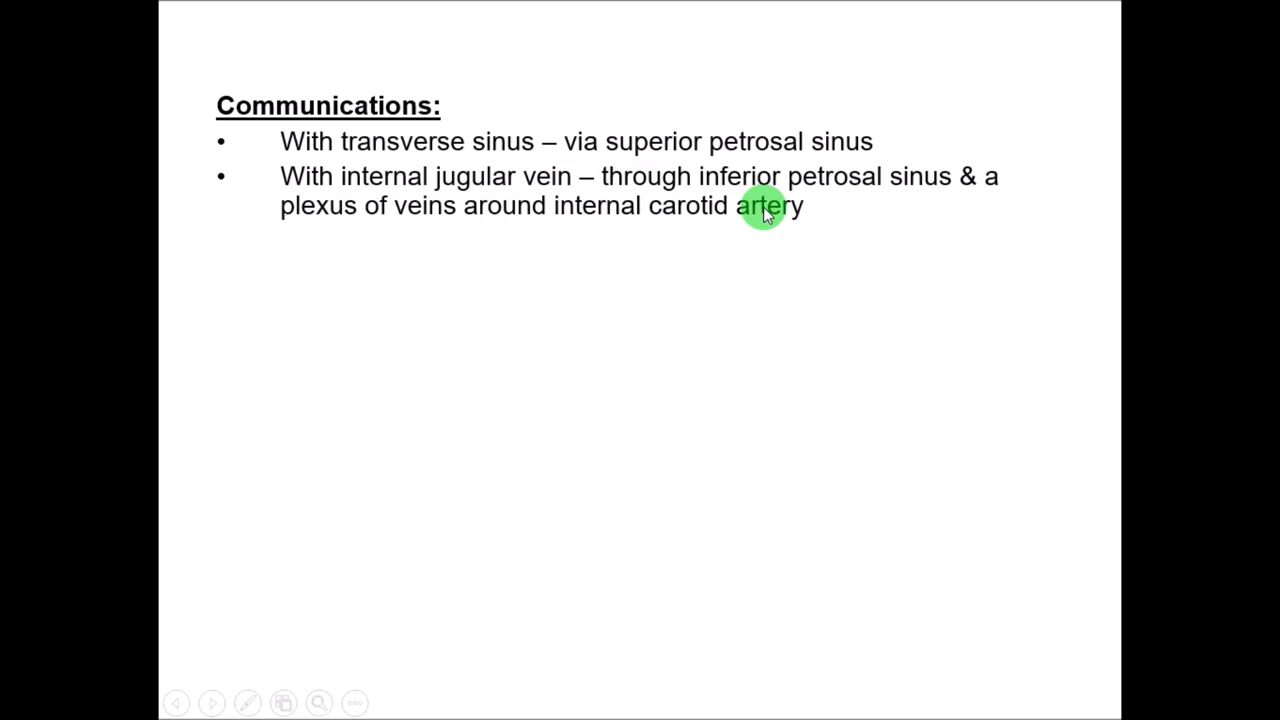 Communications:
• With transverse sinus – via superior petrosal sinus
• With internal jugular vein – through inferior petrosal sinus & a
plexus of veins around internal carotid artery